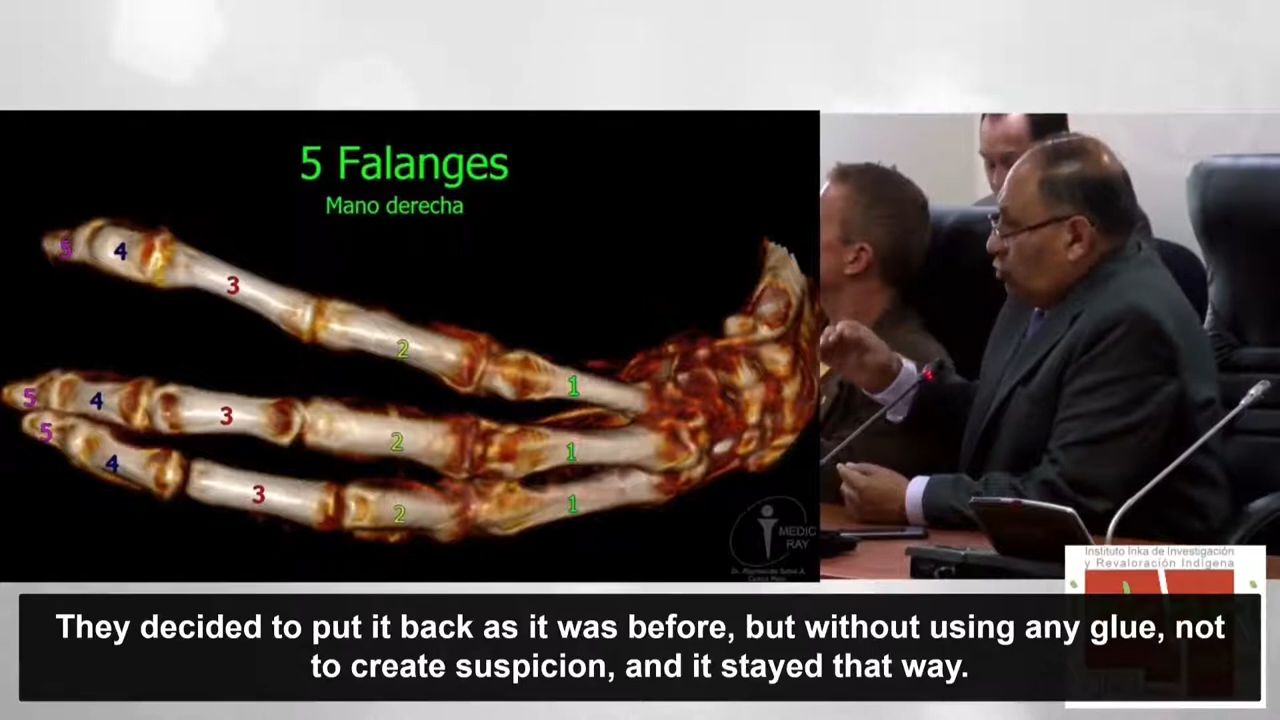 5 Falanges
Mano derecha
5
4
3
2
1
5
4
3
2
1
5
4
3
2
1
MEDIC
RAY
Instituto Inka de Investigación
y Revaloración Indígena
They decided to put it back as it was before, but without using any glue, not
to create suspicion, and it stayed that way.